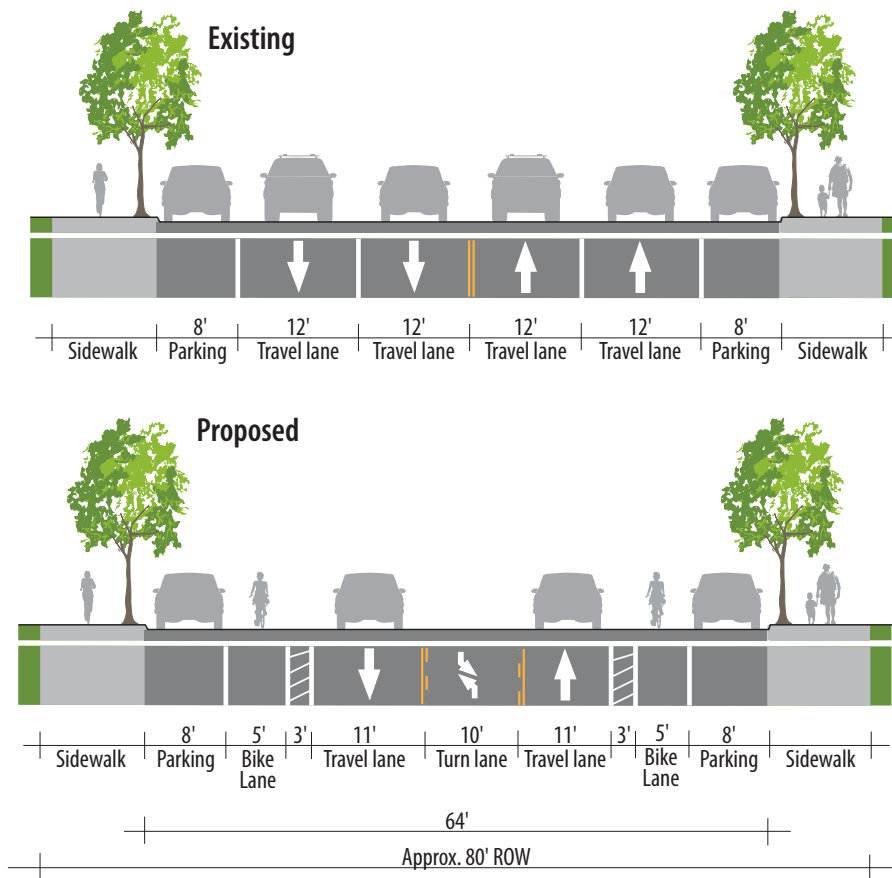 Existing
8' 12' 12' 12' 12' 8'
Sidewalk Parking Travel lane Travel lane Travel lane Travel lane Parking Sidewalk
Proposed
8' 5' 3' 11' 10' 11' 3' 5' 8'
Sidewalk Parking Bike Travel lane Turn lane Travel lane Bike Parking Sidewalk
Lane Lane
64'
Approx. 80' ROW